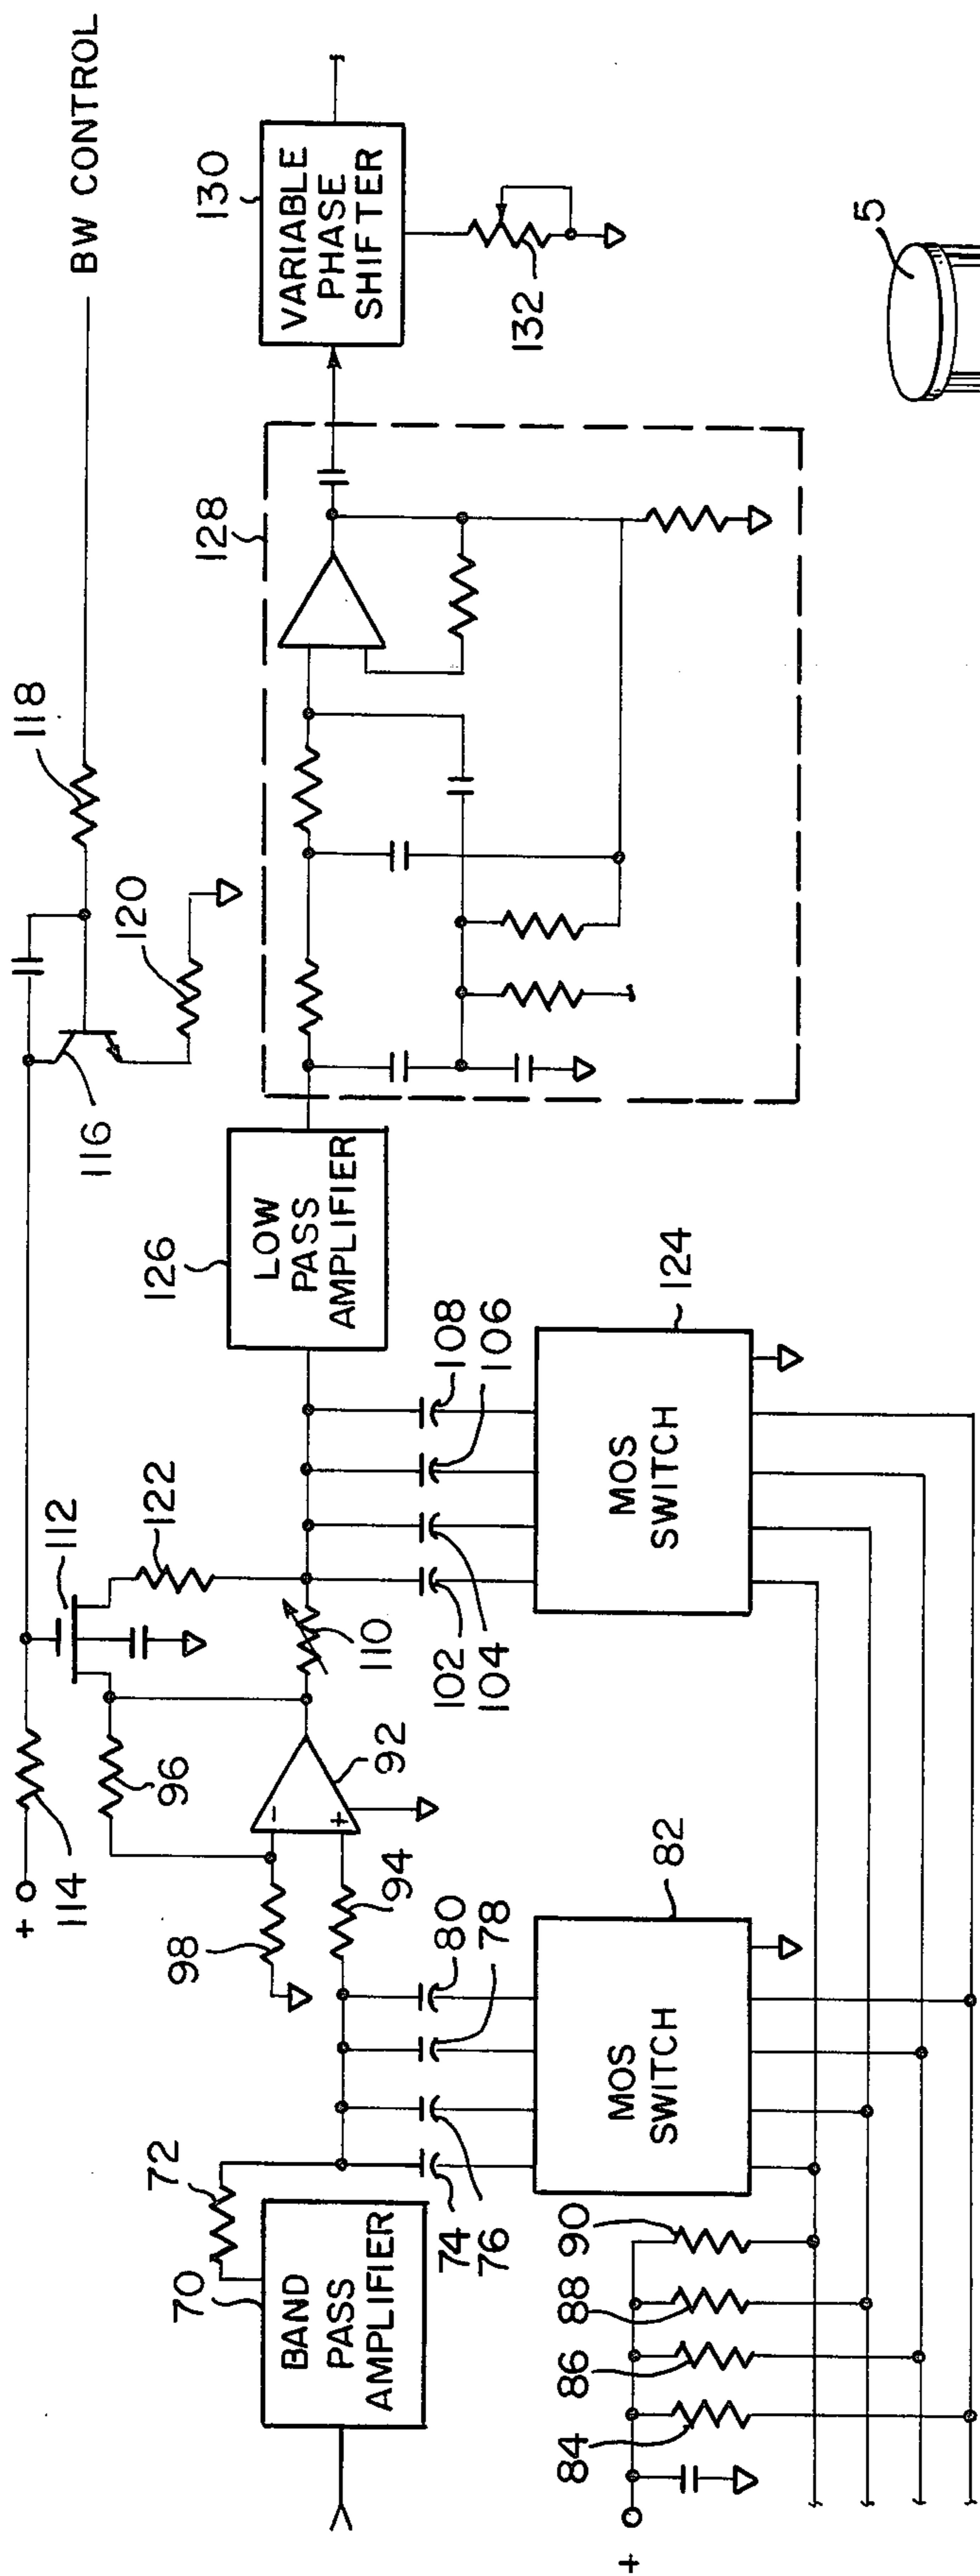 BW CONTROL
+
114
118
112
116
120
122
96
98
92
94
-
+
110
72
70
BAND
PASS
AMPLIFIER
74
76
80
78
102
104
108
106
126
LOW
PASS
AMPLIFIER
128
130
VARIABLE
PHASE
SHIFTER
132
MOS
SWITCH
82
MOS
SWITCH
124
+
84
86
88
90
5